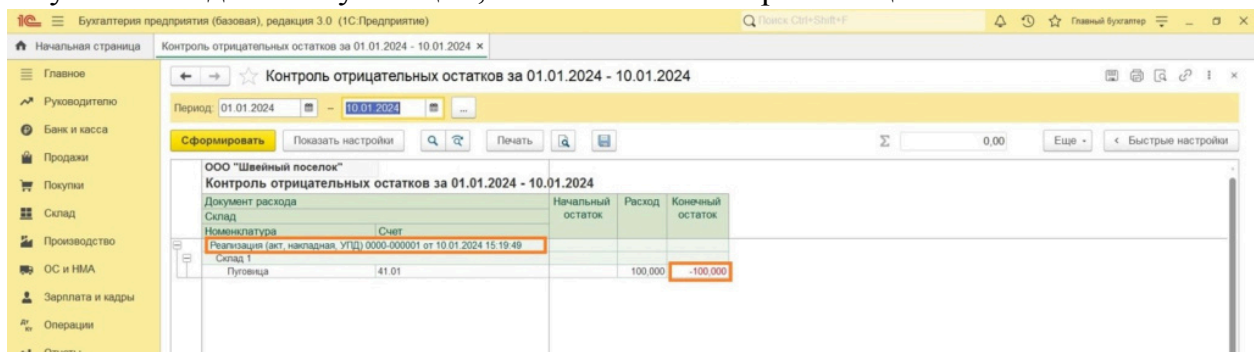 1С Бухгалтерия предприятия (базовая), редакция 3.0 (1С:Предприятие) Поиск Ctrl+Shift+F Главный бухгалтер
Начальная страница Контроль отрицательных остатков за 01.01.2024 - 10.01.2024 ×
Главное
Контроль отрицательных остатков за 01.01.2024 - 10.01.2024
Руководителю
Период: 01.01.2024 – 10.01.2024 ...
Банк и касса
Сформировать Показать настройки Печать Σ 0,00 Еще Быстрые настройки
Продажи
ООО "Швейный поселок"
Покупки
Контроль отрицательных остатков за 01.01.2024 - 10.01.2024
Документ расхода Начальный остаток Расход Конечный остаток
Склад
Склад
Номенклатура Счет
Производство
Реализация (акт, накладная, УПД) 0000-000001 от 10.01.2024 15:19:49
Склад 1
ОС и НМА
Пуговица 41.01 100,000 -100,000
Зарплата и кадры
Операции